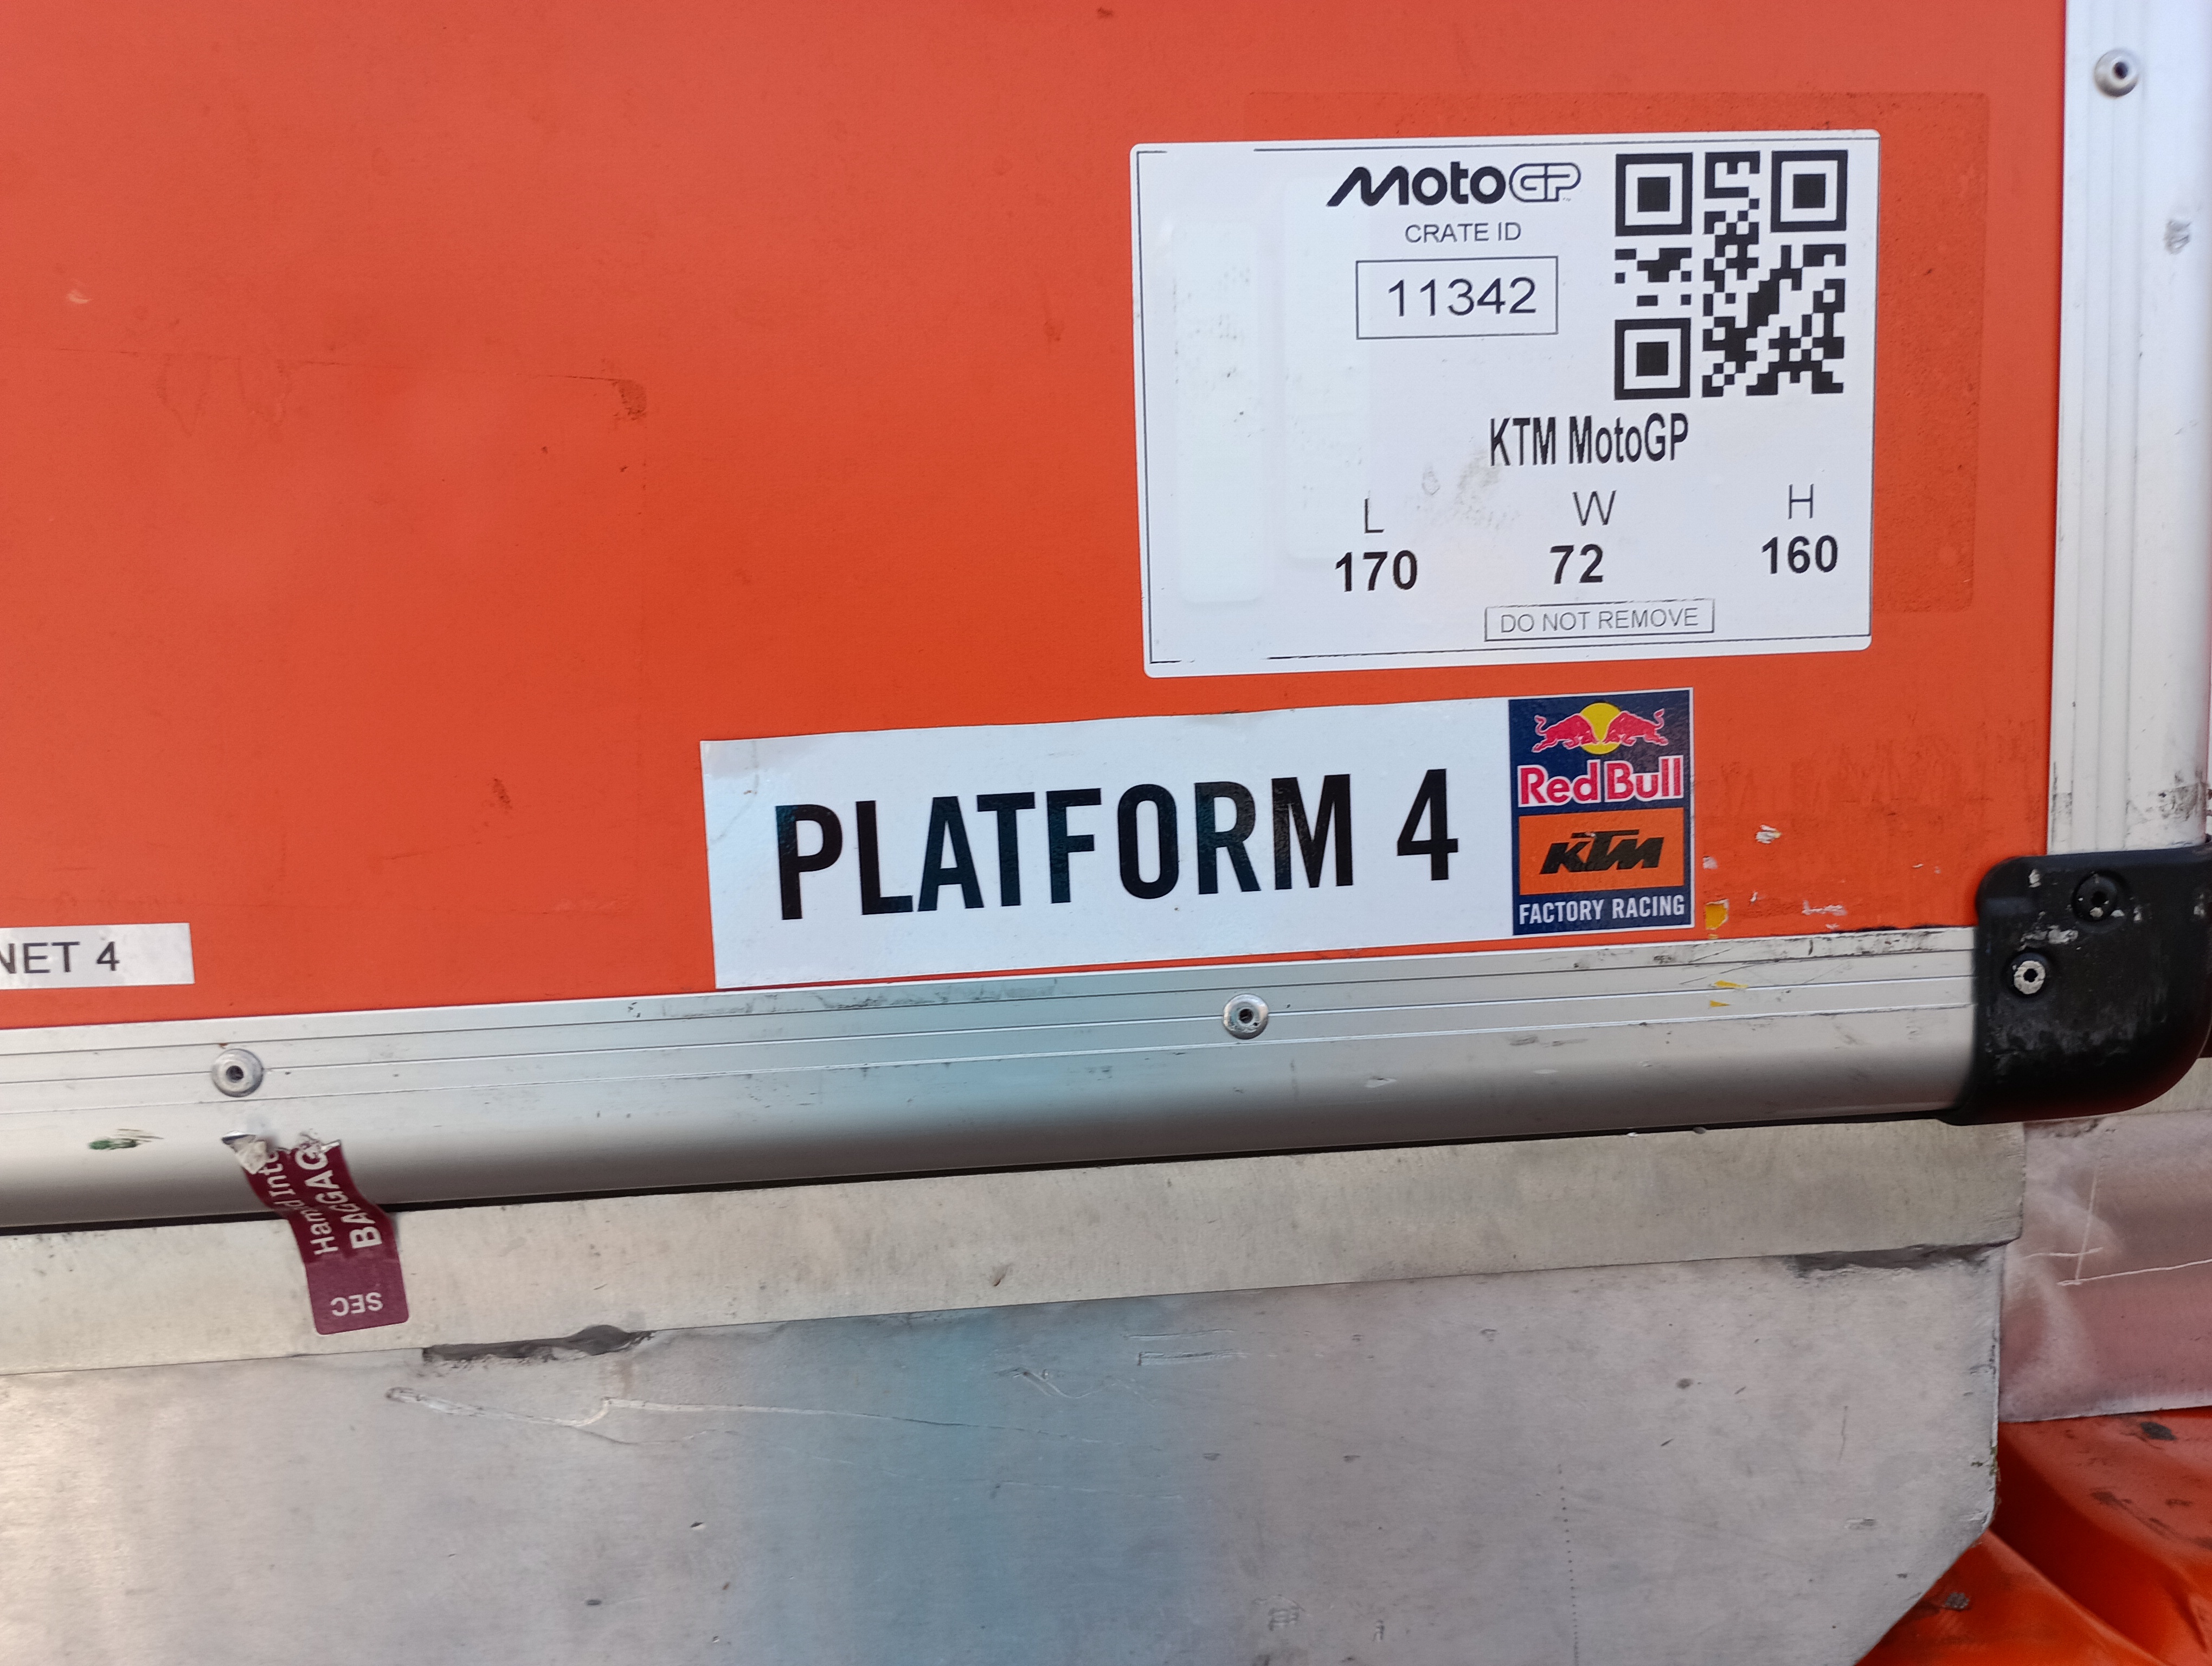 MotoGP
CRATE ID
11342
KTM MotoGP
L W H
170 72 160
DO NOT REMOVE
PLATFORM 4
Red Bull
KTM
FACTORY RACING
NET 4
BAGGAG
SEC